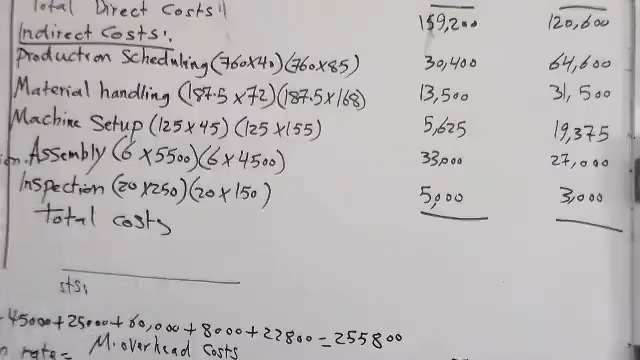 Total Direct Costs 159,200 120,600
Indirect Costs:
Production Scheduling (760x40)(760x85) 30,400 64,600
Material handling (187.5x72)(187.5x168) 13,500 31,500
Machine Setup (125x45) (125x155) 5,625 19,375
Assembly (6x5500)(6x4500) 33,000 27,000
Inspection (20x250)(20x150) 5,000 3,000
Total costs
sts:
45000+25000+60,000+8000+22800=255800
rate= M.overhead costs